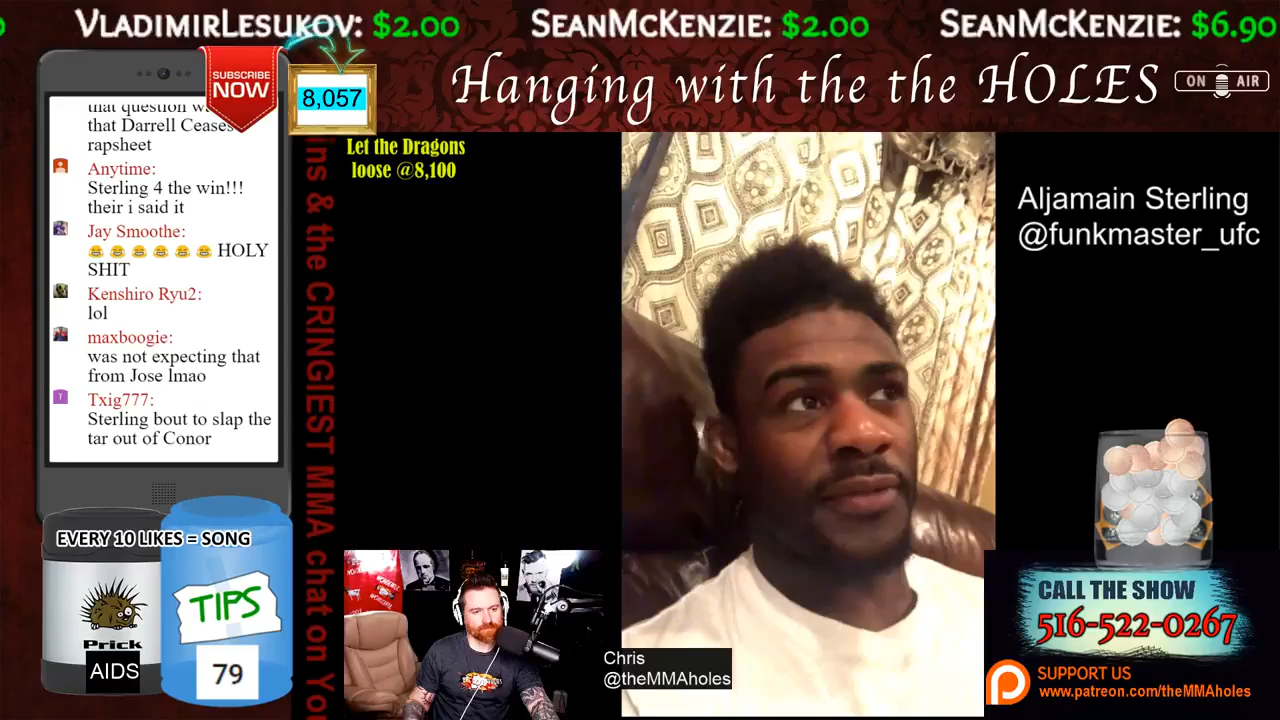 VladimirLesukov: $2.00 SeanMcKenzie: $2.00 SeanMcKenzie: $6.90
SUBSCRIBE
NOW
8,057
Hanging with the the HOLES
ON AIR
that Darrell Ceases
rapsheet
Anytime:
Sterling 4 the win!!!
their i said it
Jay Smoothe:
😂 😂 😂 😂 😂 😂 HOLY
SHIT
Kenshiro Ryu2:
lol
maxboogie:
was not expecting that
from Jose lmao
Txig777:
Sterling bout to slap the
tar out of Conor
Let the Dragons
loose @8,100
ins & the CRINGIEST MMA chat on You
Aljamain Sterling
@funkmaster_ufc
EVERY 10 LIKES = SONG
Prick
AIDS
TIPS
79
Chris
@theMMAholes
CALL THE SHOW
516-522-0267
SUPPORT US
www.patreon.com/theMMAholes